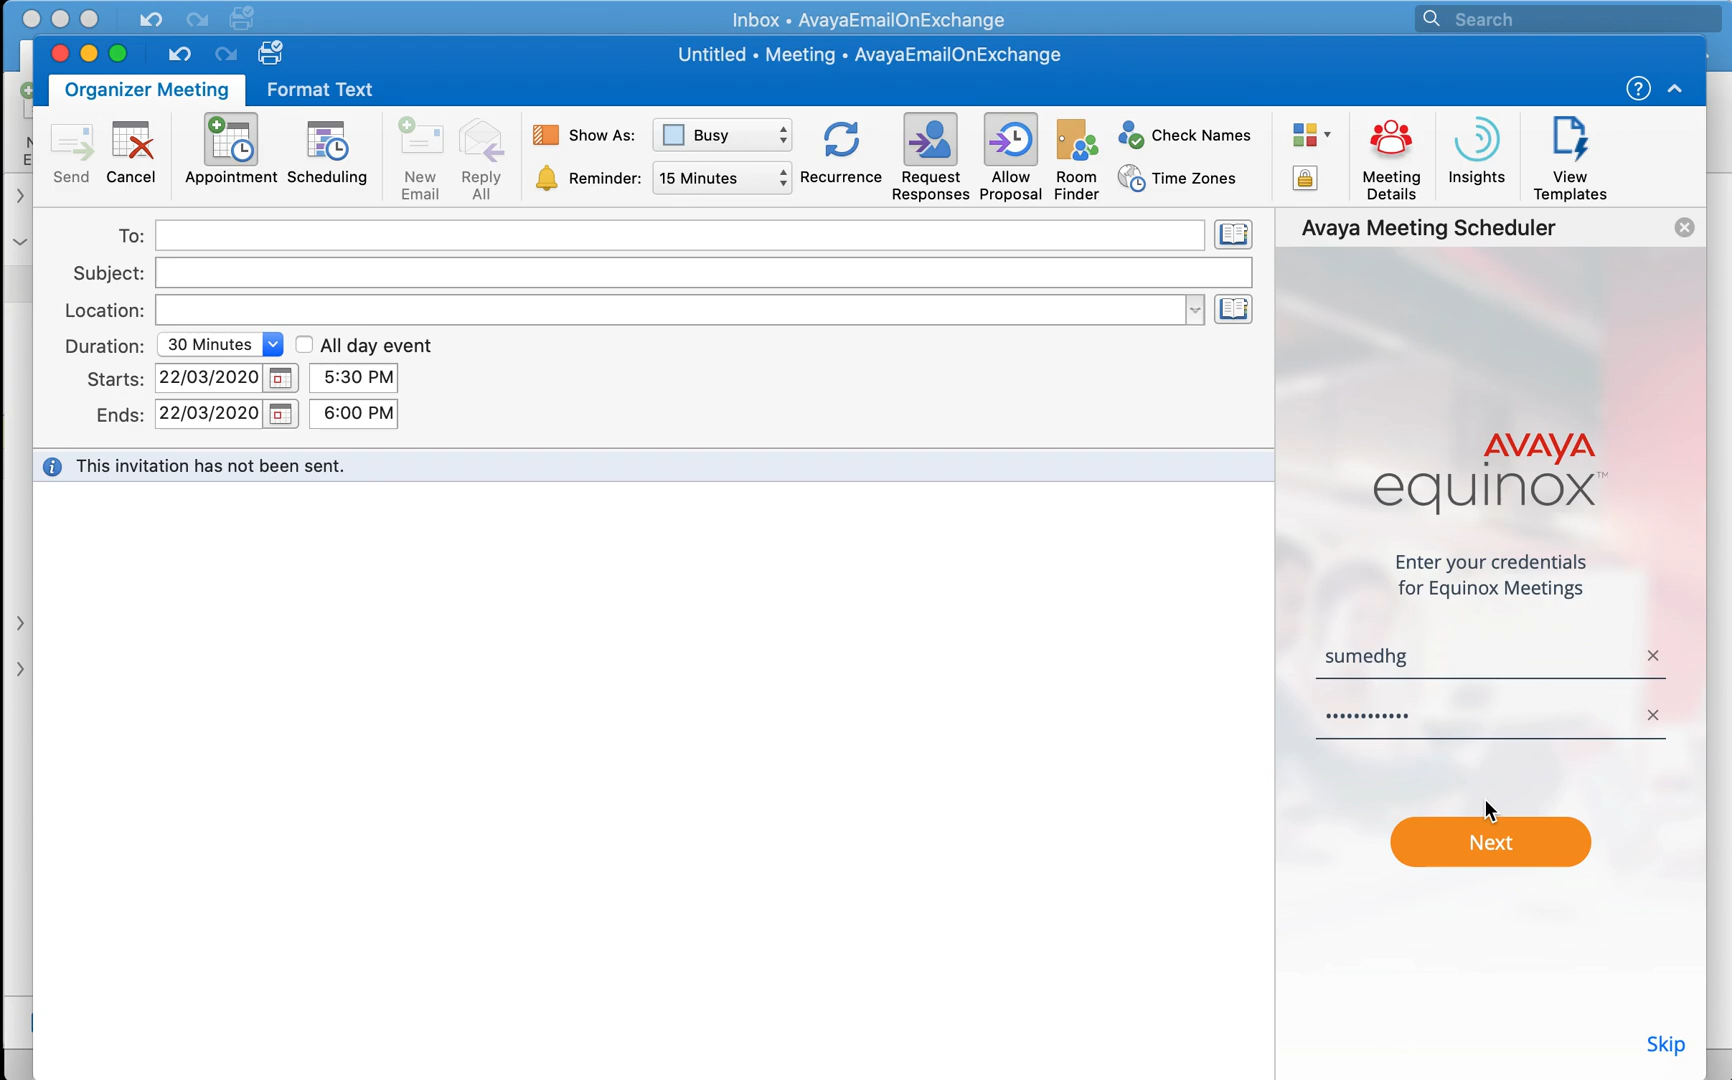 Inbox • AvayaEmailOnExchange
Search
Untitled • Meeting • AvayaEmailOnExchange
Organizer Meeting
Format Text
Send
Cancel
Appointment
Scheduling
New
Email
Reply
All
Show As:
Busy
Reminder:
15 Minutes
Recurrence
Request
Responses
Allow
Proposal
Room
Finder
Check Names
Time Zones
Meeting
Details
Insights
View
Templates
N
E
To:
Subject:
Location:
Duration: 30 Minutes All day event
Starts: 22/03/2020 5:30 PM
Ends: 22/03/2020 6:00 PM
This invitation has not been sent.
Avaya Meeting Scheduler
AVAYA
equinox™
Enter your credentials
for Equinox Meetings
sumedhg
••••••••••••
Next
Skip